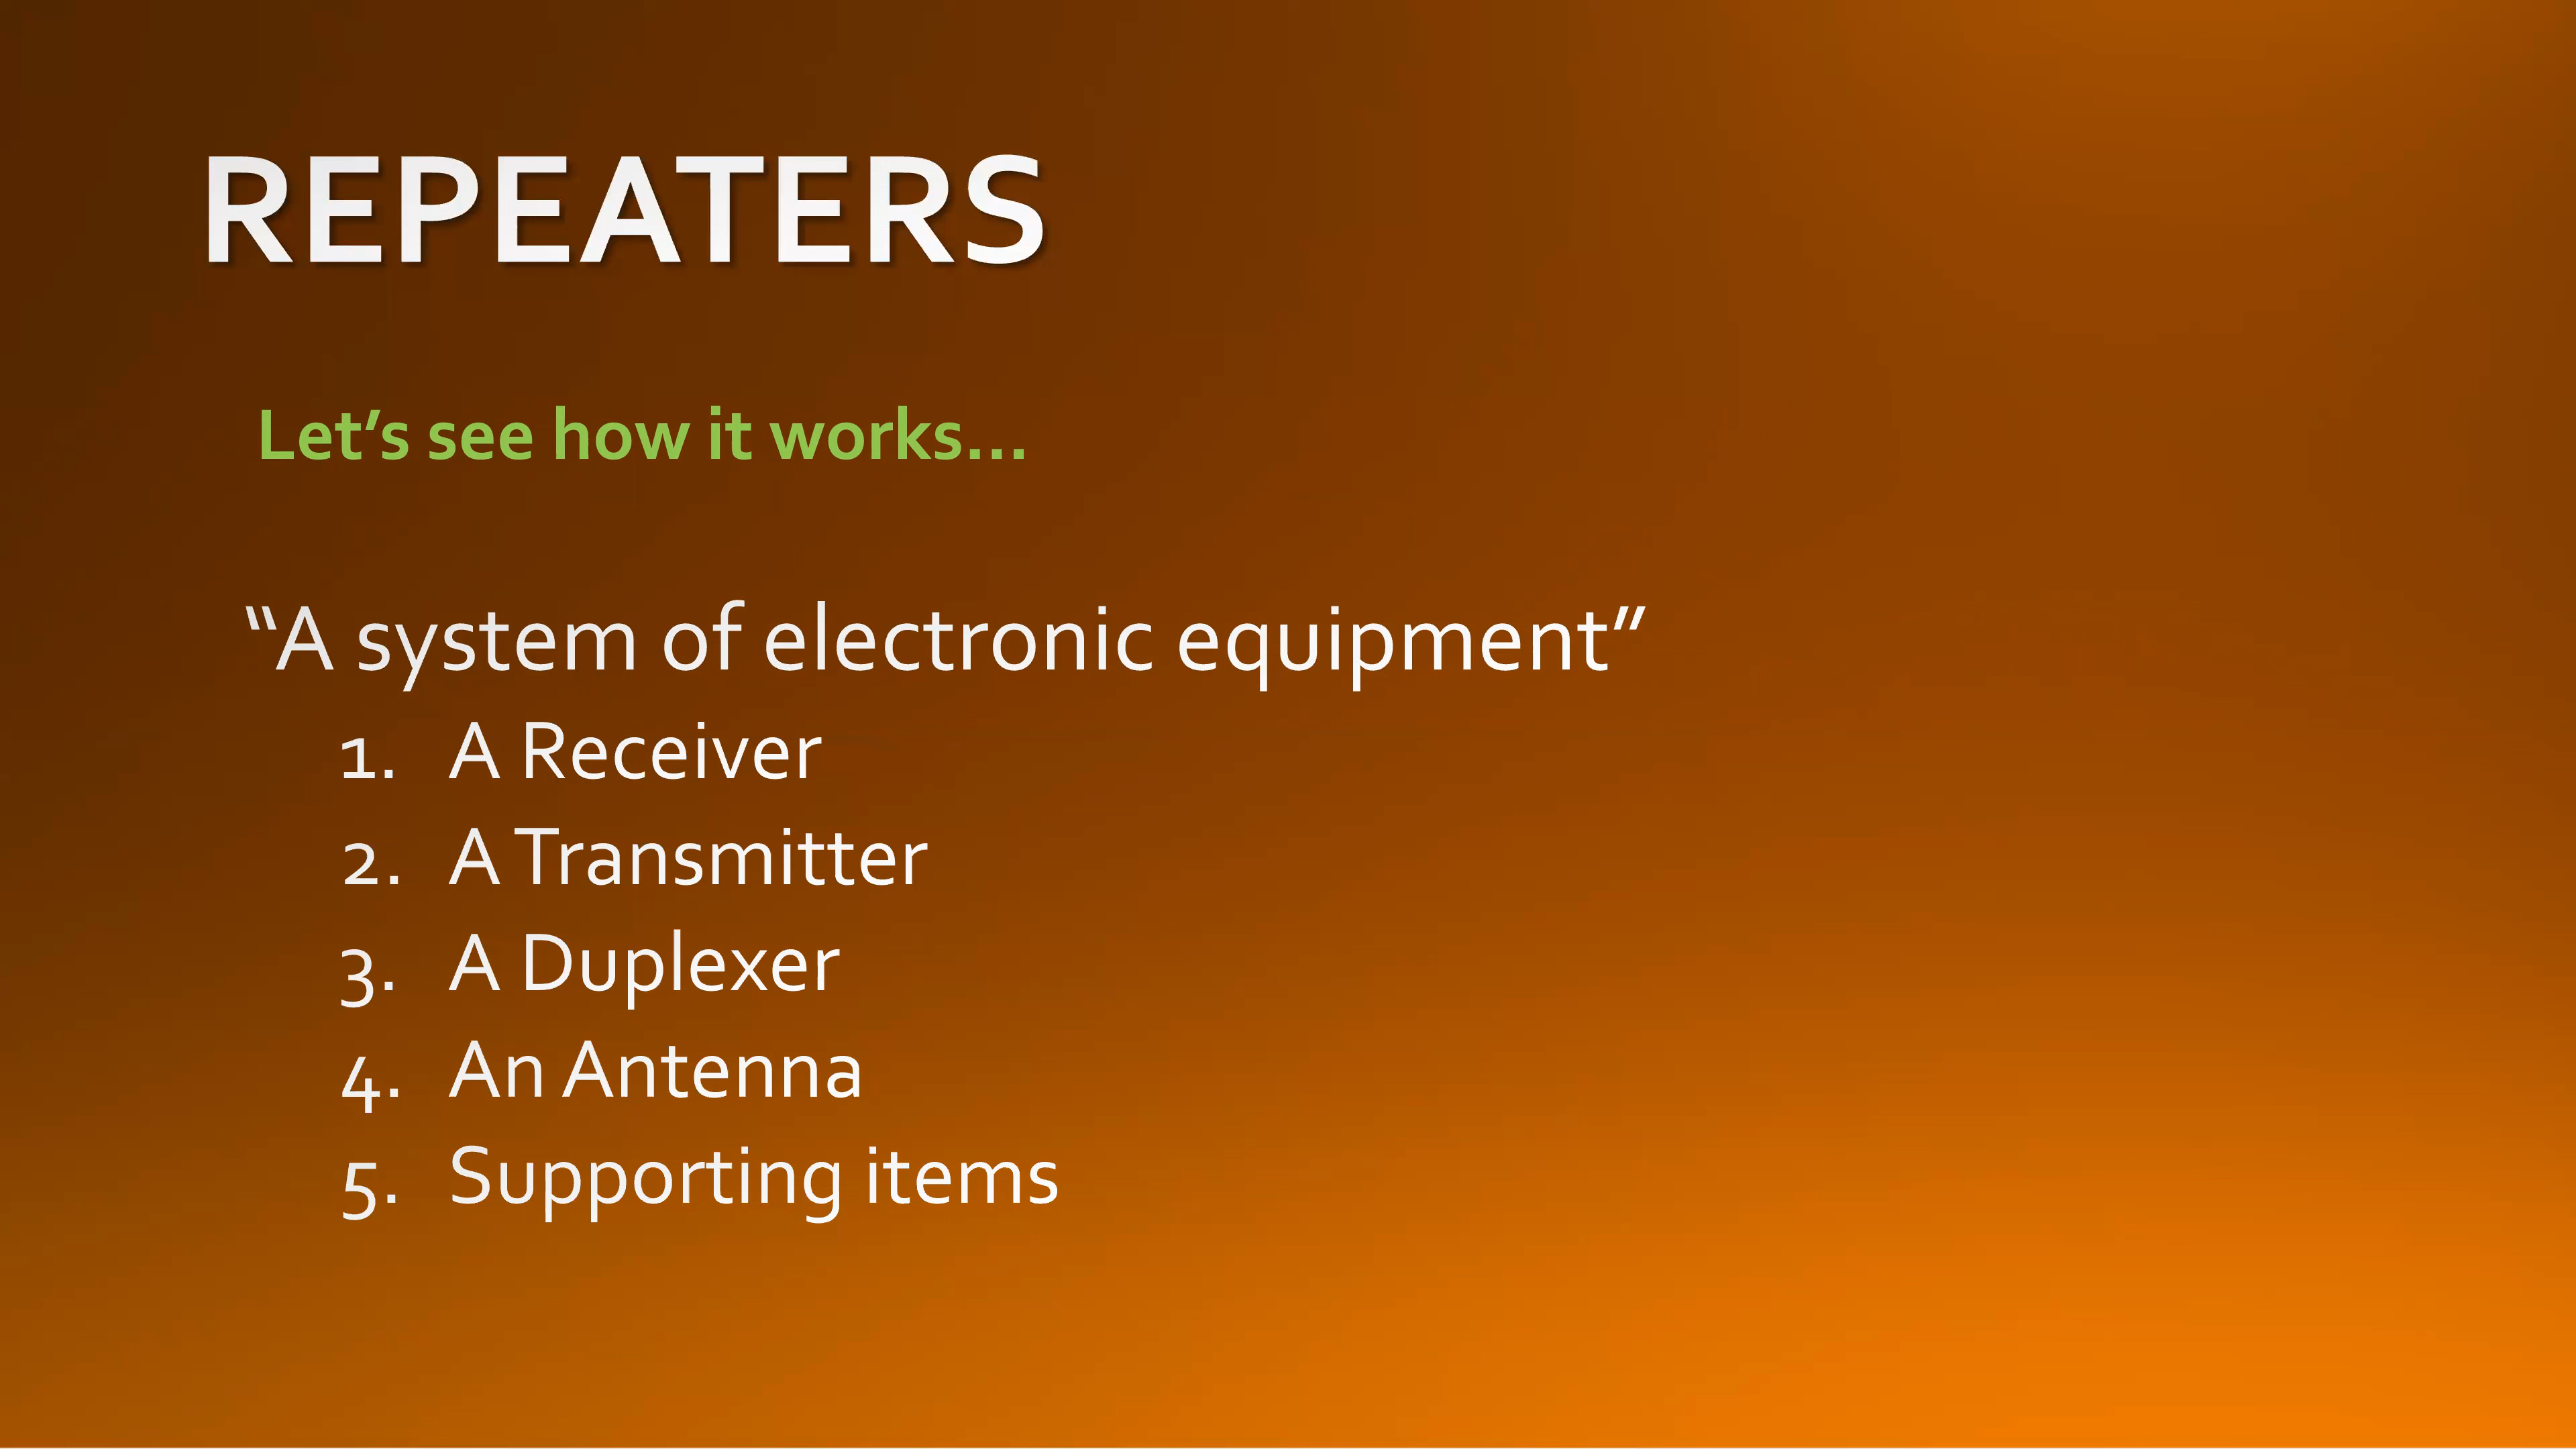 REPEATERS
Let’s see how it works…
“A system of electronic equipment”
1. A Receiver
2. A Transmitter
3. A Duplexer
4. An Antenna
5. Supporting items